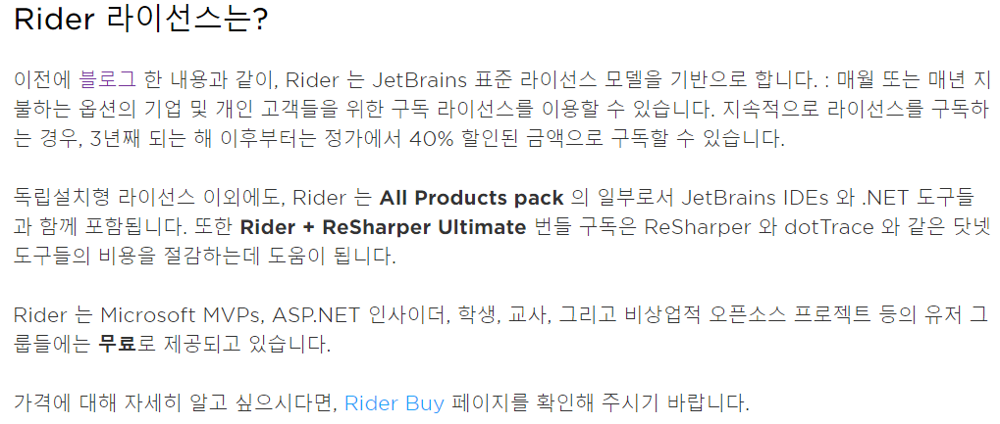 Rider 라이선스는?
이전에 블로그 한 내용과 같이, Rider 는 JetBrains 표준 라이선스 모델을 기반으로 합니다. : 매월 또는 매년 지
불하는 옵션의 기업 및 개인 고객들을 위한 구독 라이선스를 이용할 수 있습니다. 지속적으로 라이선스를 구독하
는 경우, 3년째 되는 해 이후부터는 정가에서 40% 할인된 금액으로 구독할 수 있습니다.
독립설치형 라이선스 이외에도, Rider 는 All Products pack 의 일부로서 JetBrains IDEs 와 .NET 도구들
과 함께 포함됩니다. 또한 Rider + ReSharper Ultimate 번들 구독은 ReSharper 와 dotTrace 와 같은 닷넷
도구들의 비용을 절감하는데 도움이 됩니다.
Rider 는 Microsoft MVPs, ASP.NET 인사이더, 학생, 교사, 그리고 비상업적 오픈소스 프로젝트 등의 유저 그
룹들에는 무료로 제공되고 있습니다.
가격에 대해 자세히 알고 싶으시다면, Rider Buy 페이지를 확인해 주시기 바랍니다.